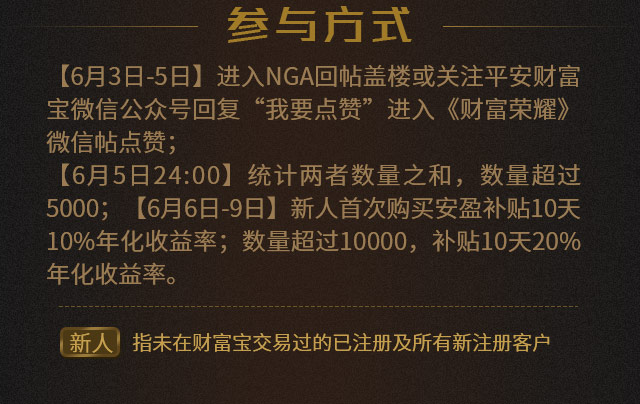 参与方式
【6月3日-5日】进入NGA回帖盖楼或关注平安财富
宝微信公众号回复“我要点赞”进入《财富荣耀》
微信帖点赞；
【6月5日24:00】统计两者数量之和，数量超过
5000；【6月6日-9日】新人首次购买安盈补贴10天
10%年化收益率；数量超过10000，补贴10天20%
年化收益率。
新人 指未在财富宝交易过的已注册及所有新注册客户